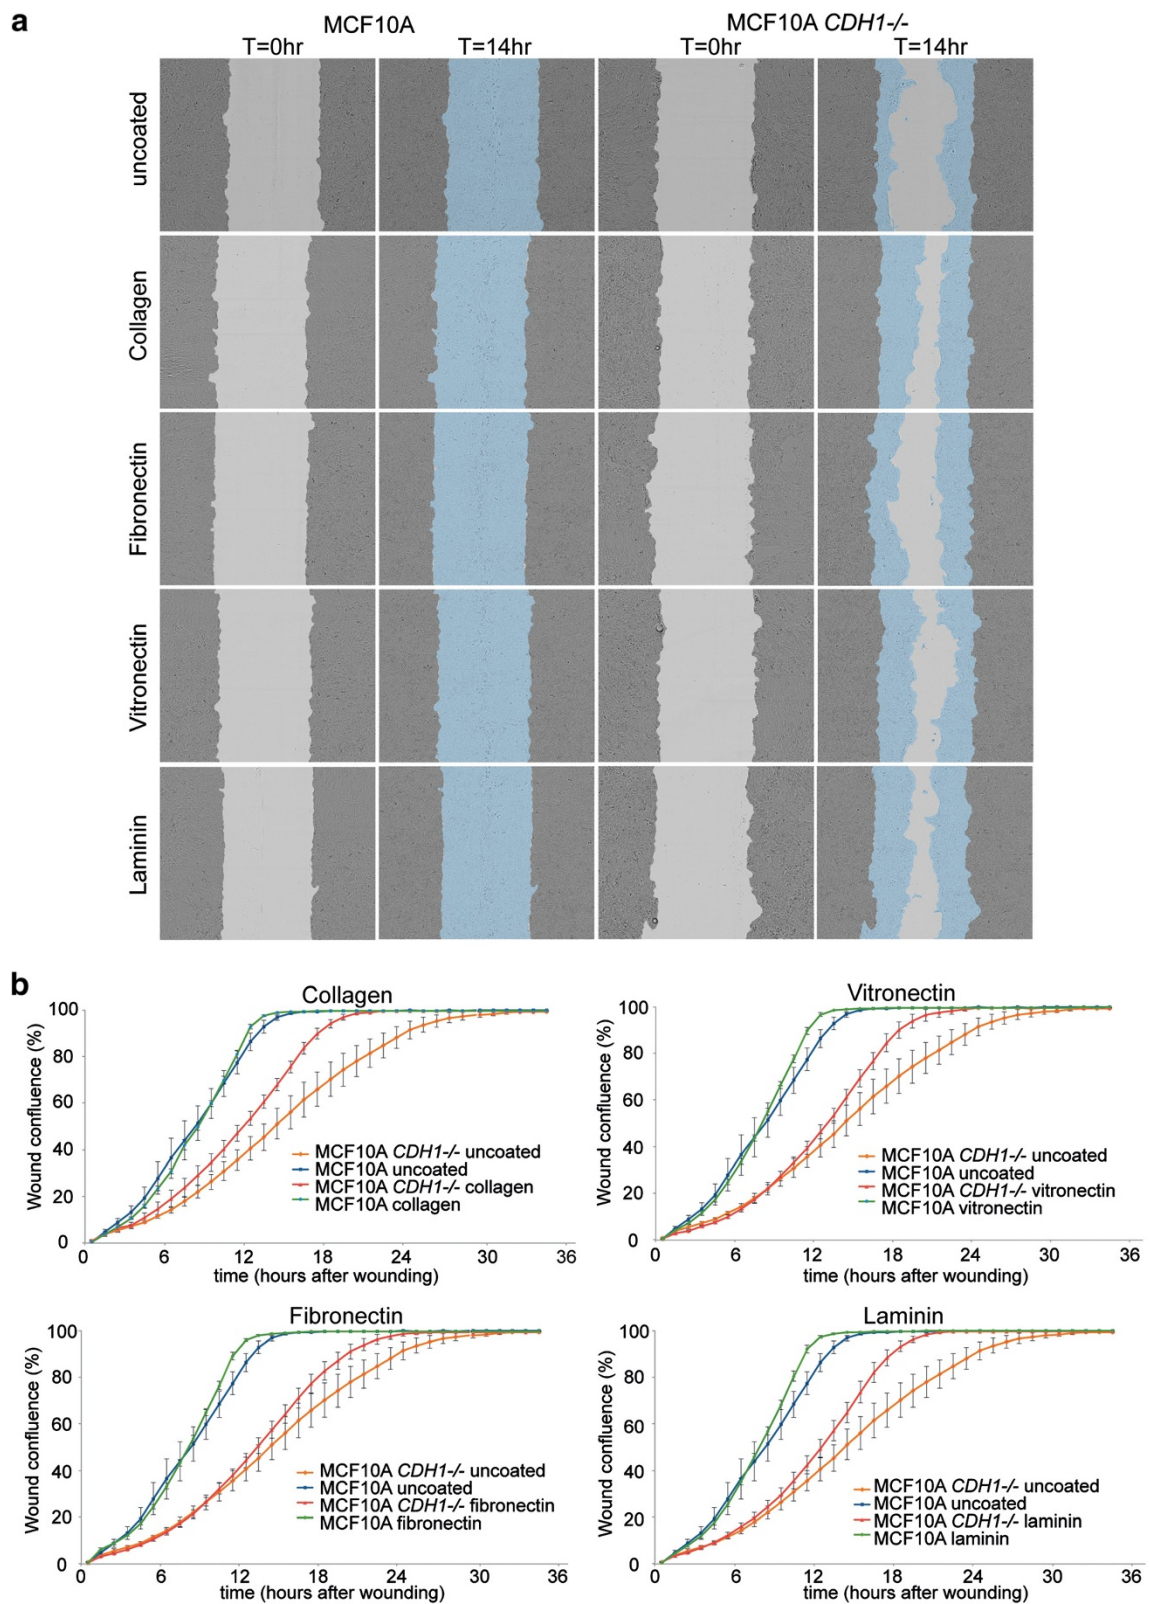 a
MCF10A
MCF10A CDH1-/-
T=0hr
T=14hr
T=0hr
T=14hr
uncoated
Collagen
Fibronectin
Vitronectin
Laminin
b
Collagen
Wound confluence (%)
100
80
60
40
20
0
MCF10A CDH1-/- uncoated
MCF10A uncoated
MCF10A CDH1-/- collagen
MCF10A collagen
0 6 12 18 24 30 36
time (hours after wounding)
Vitronectin
Wound confluence (%)
100
80
60
40
20
0
MCF10A CDH1-/- uncoated
MCF10A uncoated
MCF10A CDH1-/- vitronectin
MCF10A vitronectin
0 6 12 18 24 30 36
time (hours after wounding)
Fibronectin
Wound confluence (%)
100
80
60
40
20
0
MCF10A CDH1-/- uncoated
MCF10A uncoated
MCF10A CDH1-/- fibronectin
MCF10A fibronectin
0 6 12 18 24 30 36
time (hours after wounding)
Laminin
Wound confluence (%)
100
80
60
40
20
0
MCF10A CDH1-/- uncoated
MCF10A uncoated
MCF10A CDH1-/- laminin
MCF10A laminin
0 6 12 18 24 30 36
time (hours after wounding)